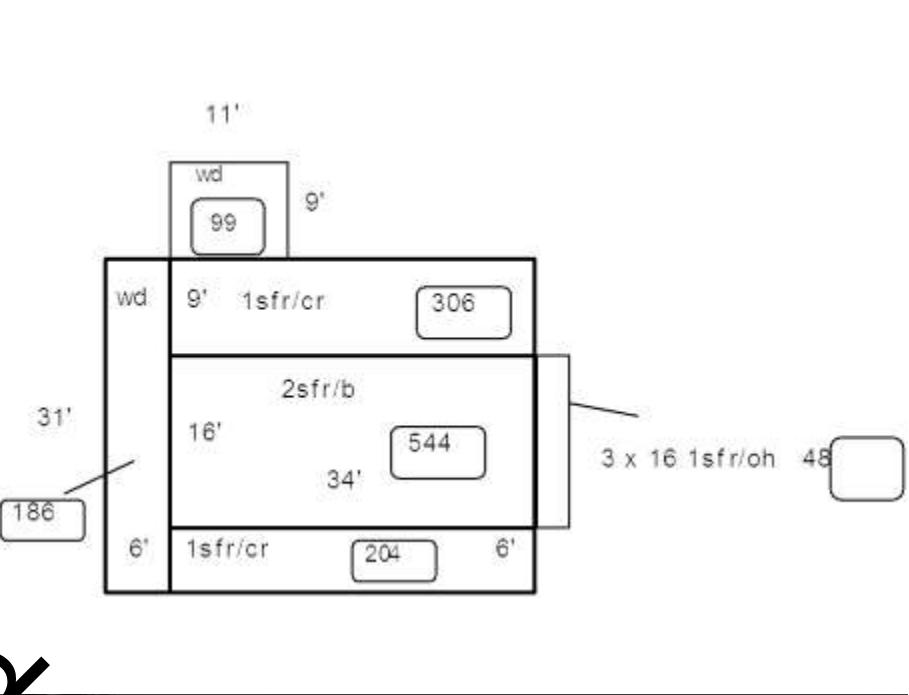 11'
wd
9'
99
wd
9' 1sfr/cr
306
2sfr/b
31'
16'
544
34'
3 x 16 1sfr/oh 48
186
6'
1sfr/cr
204
6'